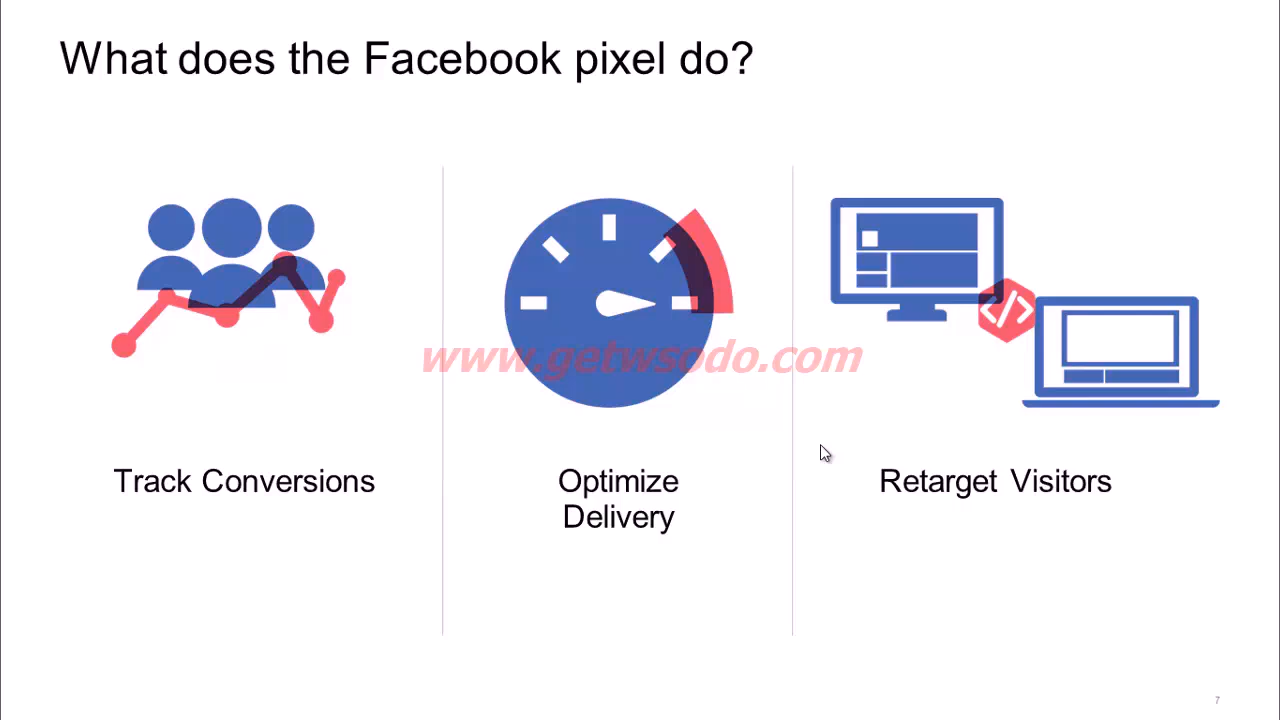 What does the Facebook pixel do?
www.getwsodo.com
Track Conversions
Optimize
Delivery
Retarget Visitors
7